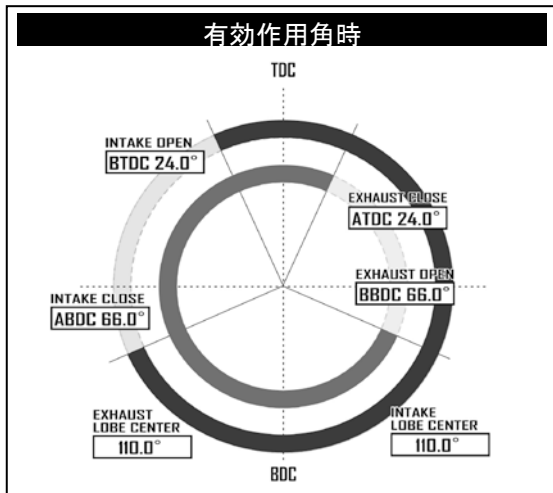 有効作用角時
TDC
INTAKE OPEN
BTDC 24.0°
EXHAUST CLOSE
ATDC 24.0°
EXHAUST OPEN
BBDC 66.0°
INTAKE CLOSE
ABDC 66.0°
EXHAUST
LOBE CENTER
110.0°
INTAKE
LOBE CENTER
110.0°
BDC